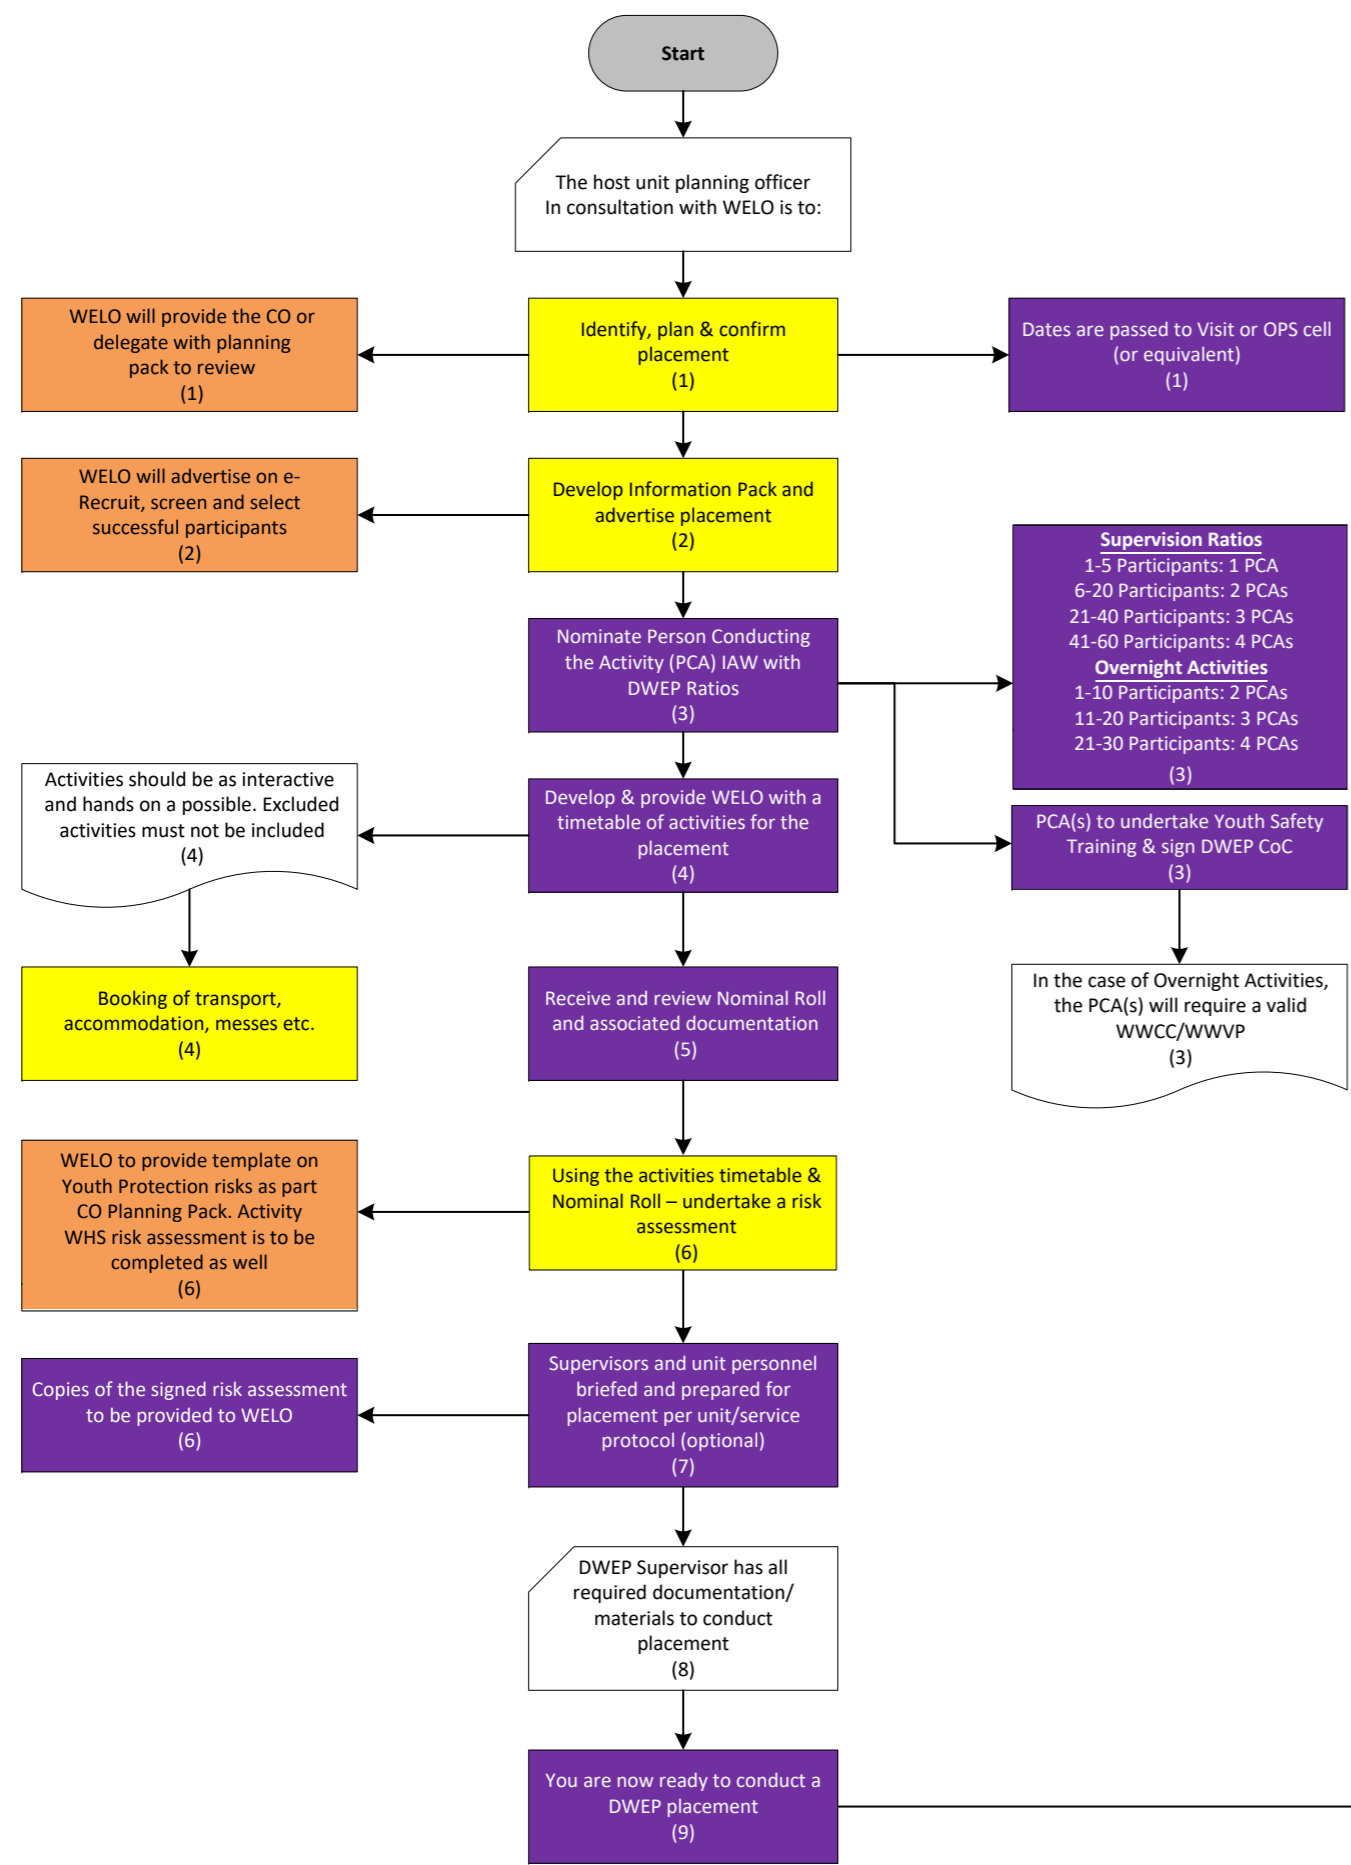 Start
The host unit planning officer
In consultation with WELO is to:
WELO will provide the CO or
delegate with planning
pack to review
(1)
Identify, plan & confirm
placement
(1)
Dates are passed to Visit or OPS cell
(or equivalent)
(1)
WELO will advertise on e-
Recruit, screen and select
successful participants
(2)
Develop Information Pack and
advertise placement
(2)
Supervision Ratios
1-5 Participants: 1 PCA
6-20 Participants: 2 PCAs
21-40 Participants: 3 PCAs
41-60 Participants: 4 PCAs
Overnight Activities
1-10 Participants: 2 PCAs
11-20 Participants: 3 PCAs
21-30 Participants: 4 PCAs
(3)
Nominate Person Conducting
the Activity (PCA) IAW with
DWEP Ratios
(3)
Activities should be as interactive
and hands on a possible. Excluded
activities must not be included
(4)
Develop & provide WELO with a
timetable of activities for the
placement
(4)
PCA(s) to undertake Youth Safety
Training & sign DWEP CoC
(3)
Booking of transport,
accommodation, messes etc.
(4)
Receive and review Nominal Roll
and associated documentation
(5)
In the case of Overnight Activities,
the PCA(s) will require a valid
WWCC/WWVP
(3)
WELO to provide template on
Youth Protection risks as part
CO Planning Pack. Activity
WHS risk assessment is to be
completed as well
(6)
Using the activities timetable &
Nominal Roll – undertake a risk
assessment
(6)
Copies of the signed risk assessment
to be provided to WELO
(6)
Supervisors and unit personnel
briefed and prepared for
placement per unit/service
protocol (optional)
(7)
DWEP Supervisor has all
required documentation/
materials to conduct
placement
(8)
You are now ready to conduct a
DWEP placement
(9)